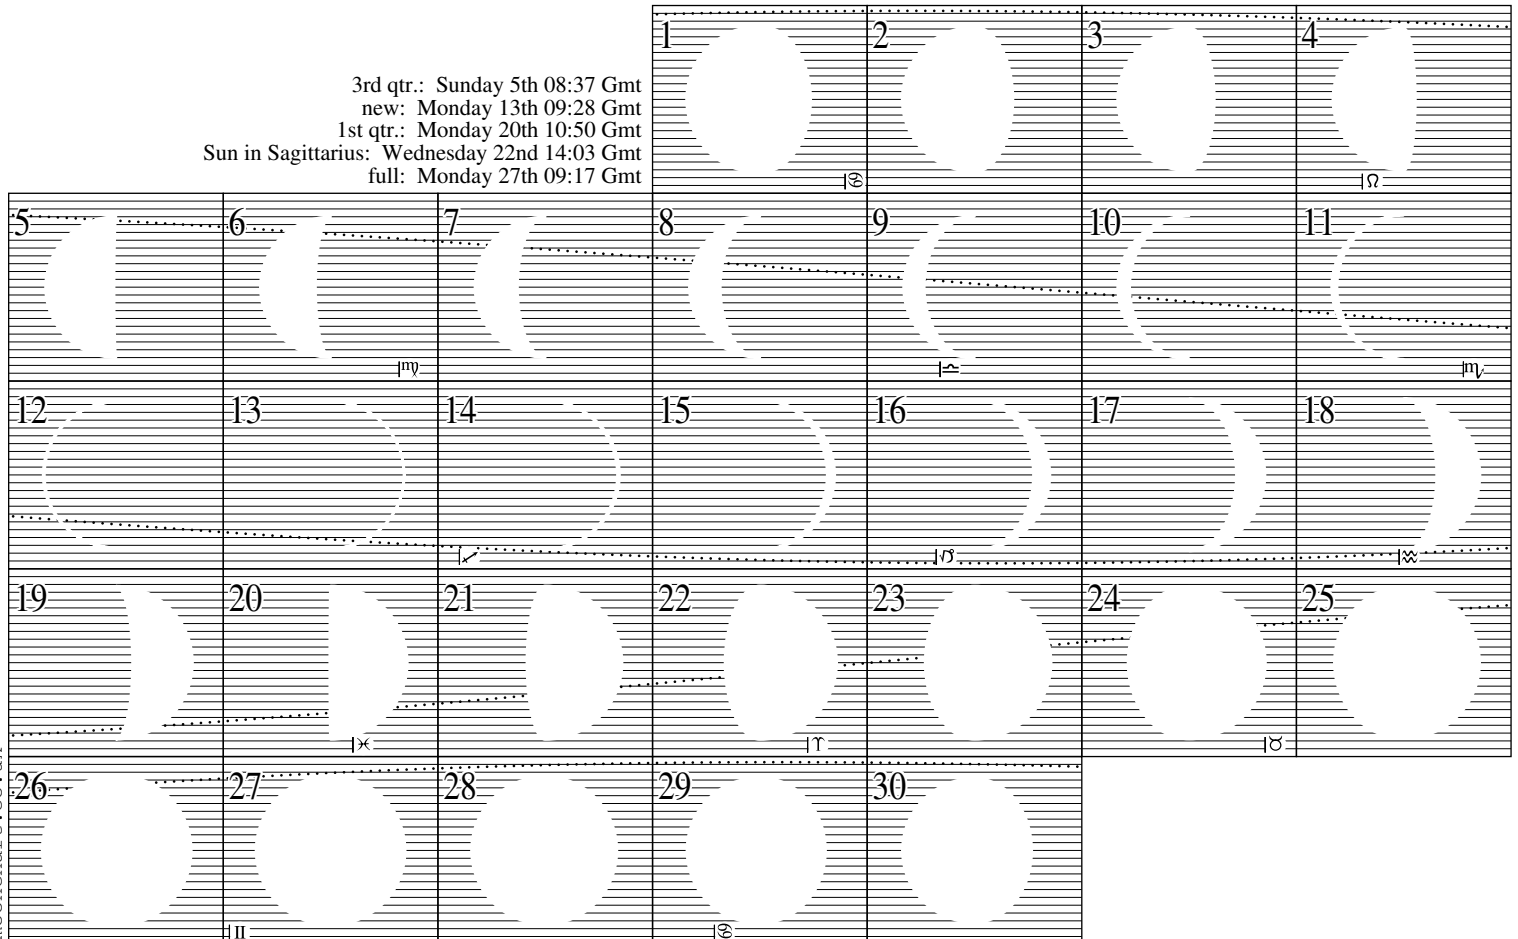 1 2 3 4
3rd qtr.: Sunday 5th 08:37 Gmt
new: Monday 13th 09:28 Gmt
1st qtr.: Monday 20th 10:50 Gmt
Sun in Sagittarius: Wednesday 22nd 14:03 Gmt
full: Monday 27th 09:17 Gmt
♋ ♌
5 6 7 8 9 10 11
♍ ♎ ♏
12 13 14 15 16 17 18
♐ ♑ ♒
19 20 21 22 23 24 25
♓ ♈ ♉
26 27 28 29 30
♊ ♋